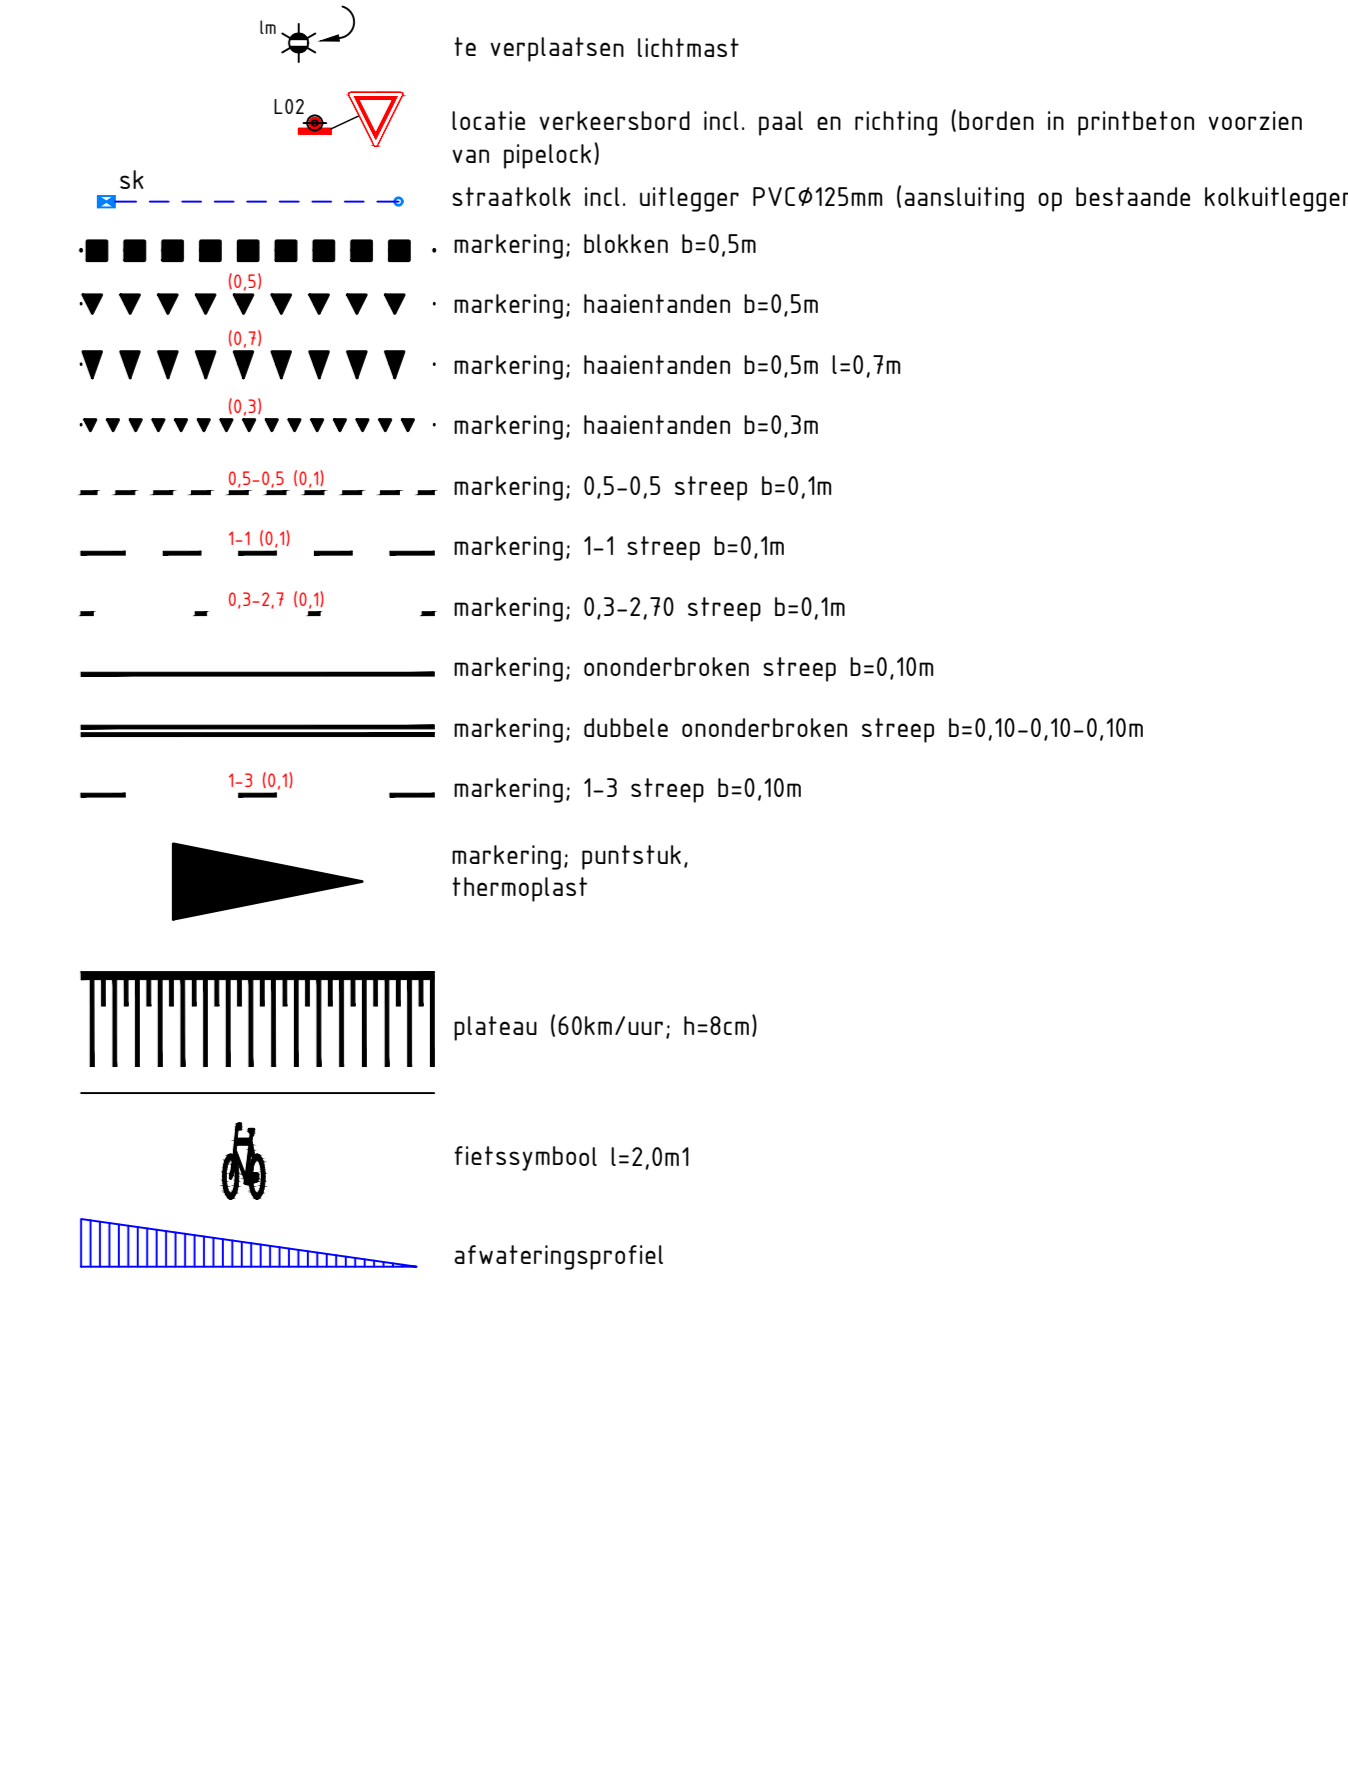 lm
te verplaatsen lichtmast
L02
locatie verkeersbord incl. paal en richting (borden in printbeton voorzien
van pipelock)
sk
straatkolk incl. uitlegger PVCØ125mm (aansluiting op bestaande kolkuitlegger
markering; blokken b=0,5m
(0,5)
markering; haaientanden b=0,5m
(0,7)
markering; haaientanden b=0,5m l=0,7m
(0,3)
markering; haaientanden b=0,3m
0,5-0,5 (0,1)
markering; 0,5-0,5 streep b=0,1m
1-1 (0,1)
markering; 1-1 streep b=0,1m
0,3-2,7 (0,1)
markering; 0,3-2,70 streep b=0,1m
markering; ononderbroken streep b=0,10m
markering; dubbele ononderbroken streep b=0,10-0,10-0,10m
1-3 (0,1)
markering; 1-3 streep b=0,10m
markering; puntstuk,
thermoplast
plateau (60km/uur; h=8cm)
fietssymbool l=2,0m1
afwateringsprofiel